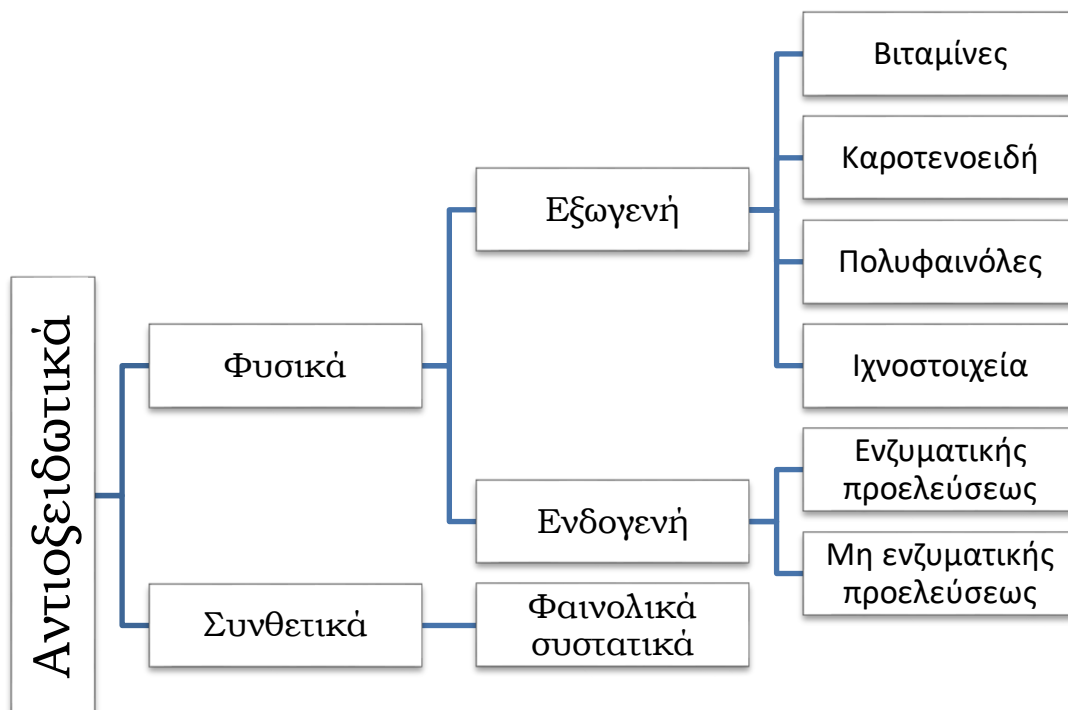 Αντιοξειδωτικά
Φυσικά
Εξωγενή
Βιταμίνες
Καροτενοειδή
Πολυφαινόλες
Ιχνοστοιχεία
Ενδογενή
Ενζυματικής
προελεύσεως
Μη ενζυματικής
προελεύσεως
Συνθετικά
Φαινολικά
συστατικά